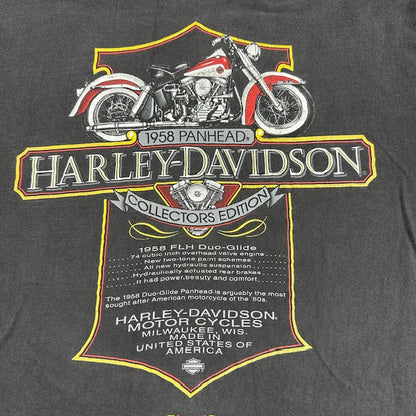 1958 PANHEAD®
HARLEY-DAVIDSON
COLLECTORS EDITION
1958 FLH Duo-Glide
....74 cubic inch overhead valve engine....
....New two-tone paint schemes....
....All new hydraulic suspension....
....Hydraulically actuated rear brakes....
....It had power, beauty and comfort.
The 1958 Duo-Glide Panhead is arguably the most
sought after American motorcycle of the '50s.
HARLEY-DAVIDSON®
MOTOR CYCLES
MILWAUKEE, WIS.
MADE IN
UNITED STATES OF
AMERICA